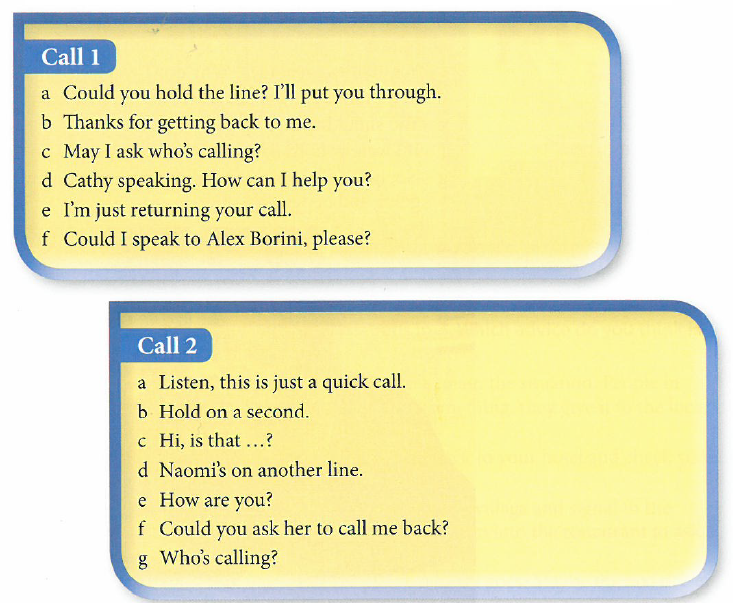 Call 1
a Could you hold the line? I'll put you through.
b Thanks for getting back to me.
c May I ask who's calling?
d Cathy speaking. How can I help you?
e I'm just returning your call.
f Could I speak to Alex Borini, please?
Call 2
a Listen, this is just a quick call.
b Hold on a second.
c Hi, is that ...?
d Naomi's on another line.
e How are you?
f Could you ask her to call me back?
g Who's calling?